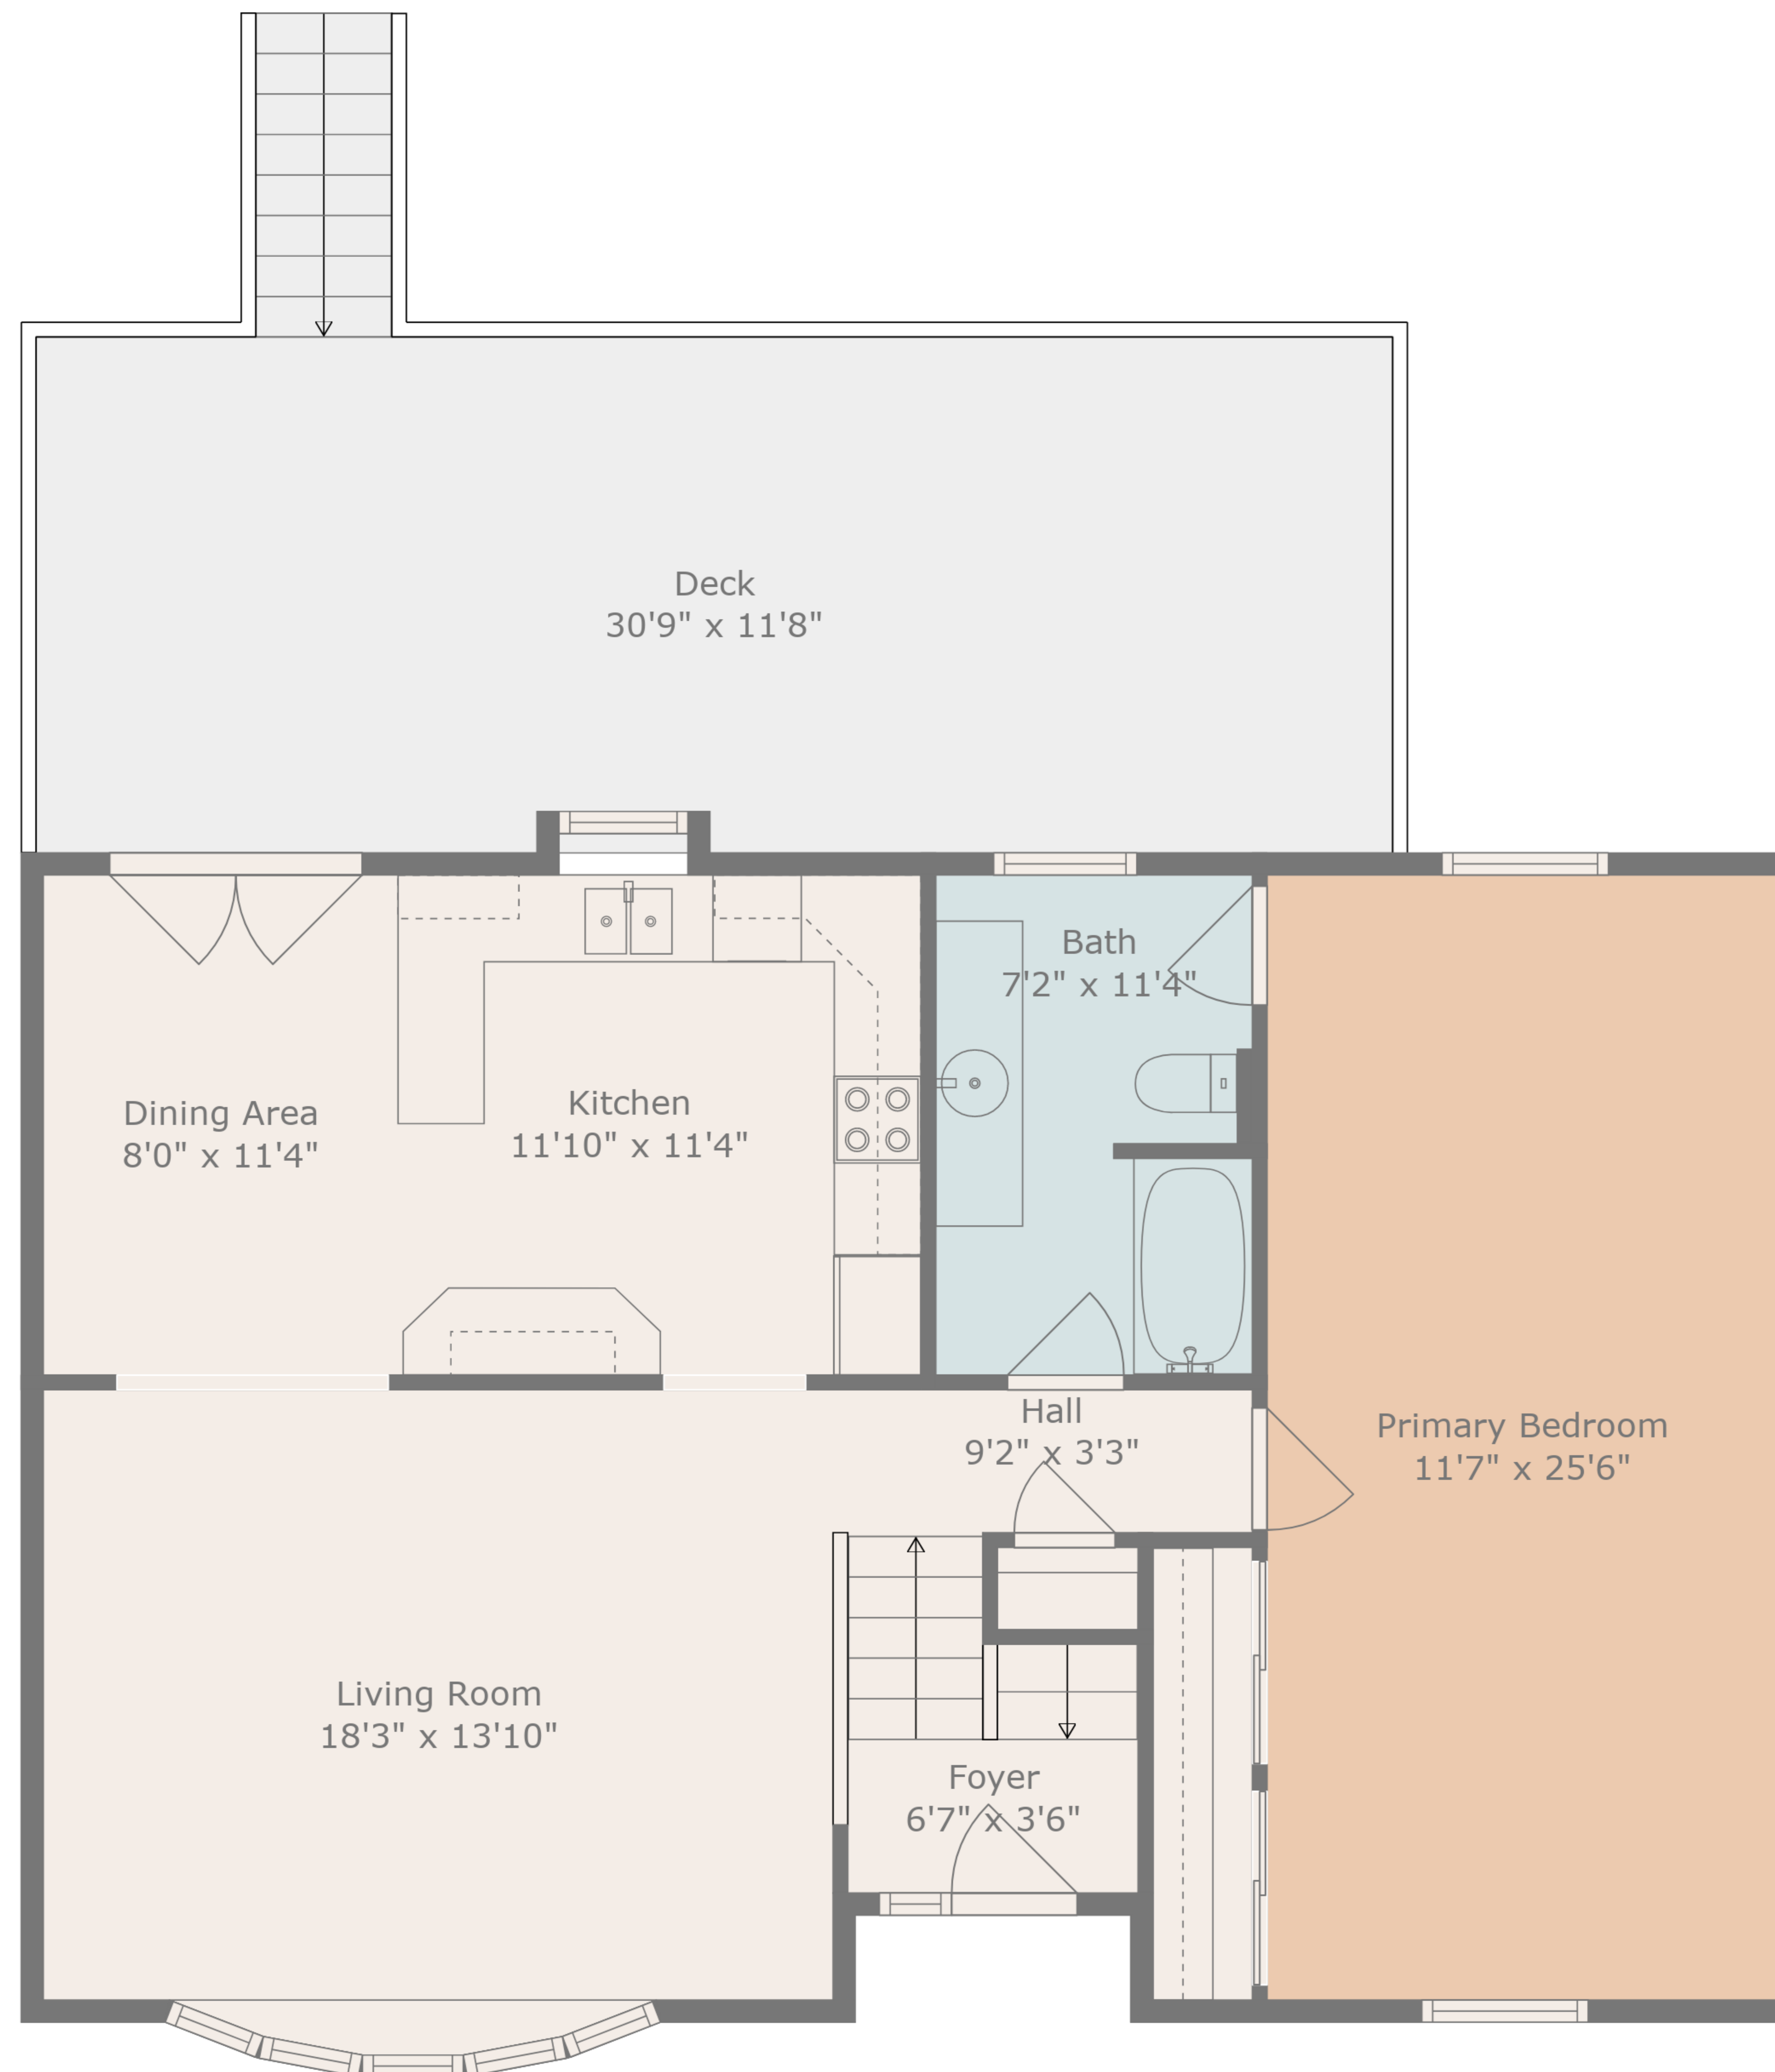 Deck
30'9" x 11'8"
Bath
7'2" x 11'4"
Dining Area
8'0" x 11'4"
Kitchen
11'10" x 11'4"
Hall
9'2" x 3'3"
Primary Bedroom
11'7" x 25'6"
Living Room
18'3" x 13'10"
Foyer
6'7" x 3'6"